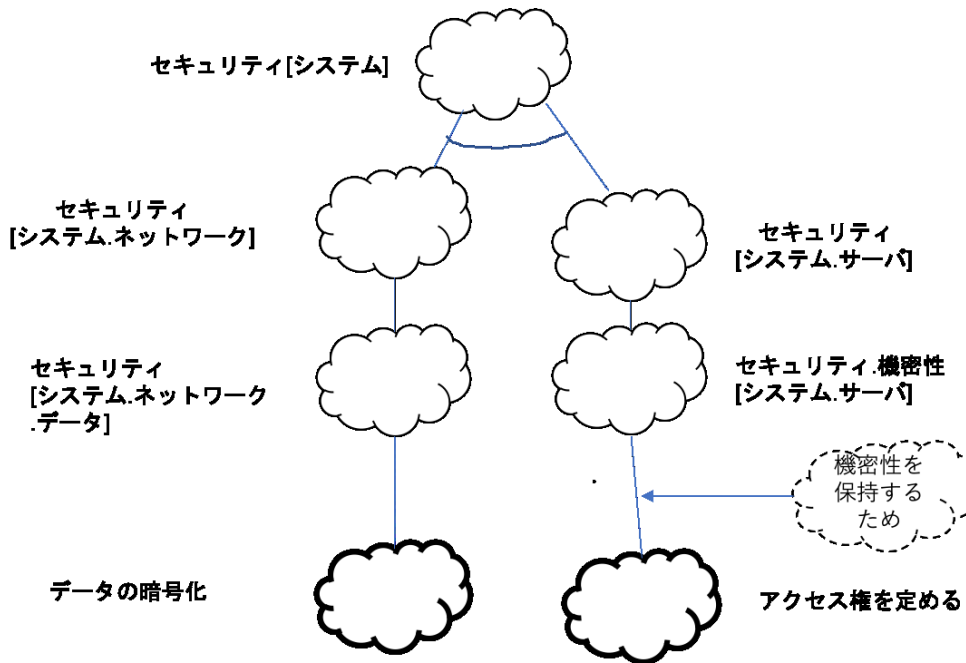 セキュリティ[システム]
セキュリティ
[システム.ネットワーク]
セキュリティ
[システム.サーバ]
セキュリティ
[システム.ネットワーク
.データ]
セキュリティ.機密性
[システム.サーバ]
機密性を
保持する
ため
データの暗号化
アクセス権を定める